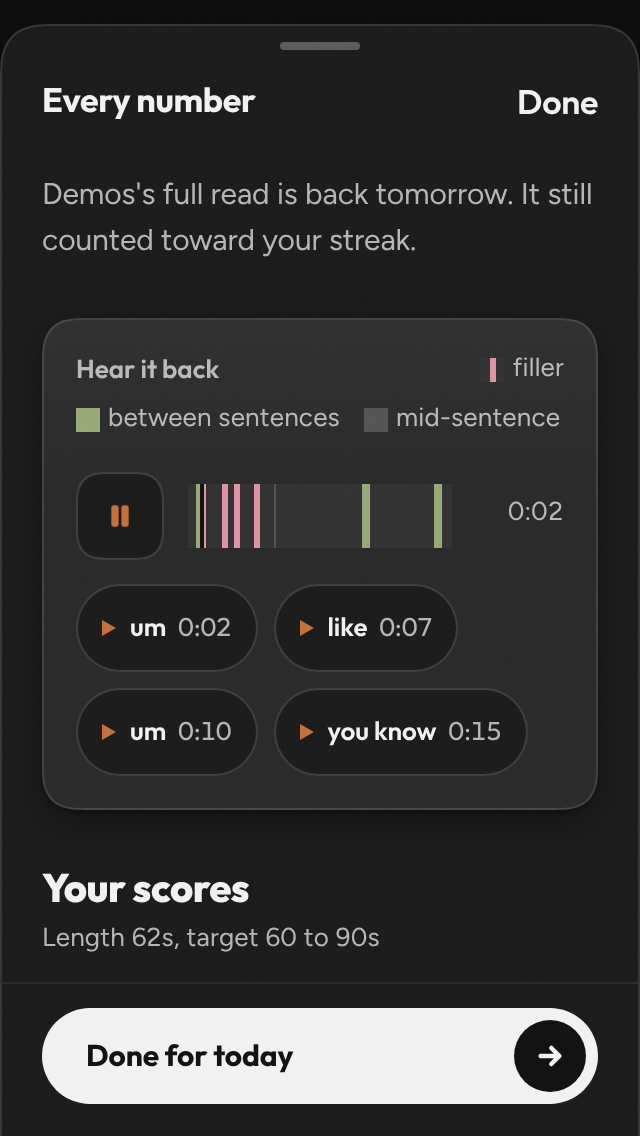 Every number
Done
Demos's full read is back tomorrow. It still
counted toward your streak.
Hear it back
filler
between sentences
mid-sentence
0:02
um 0:02
like 0:07
um 0:10
you know 0:15
Your scores
Length 62s, target 60 to 90s
Done for today